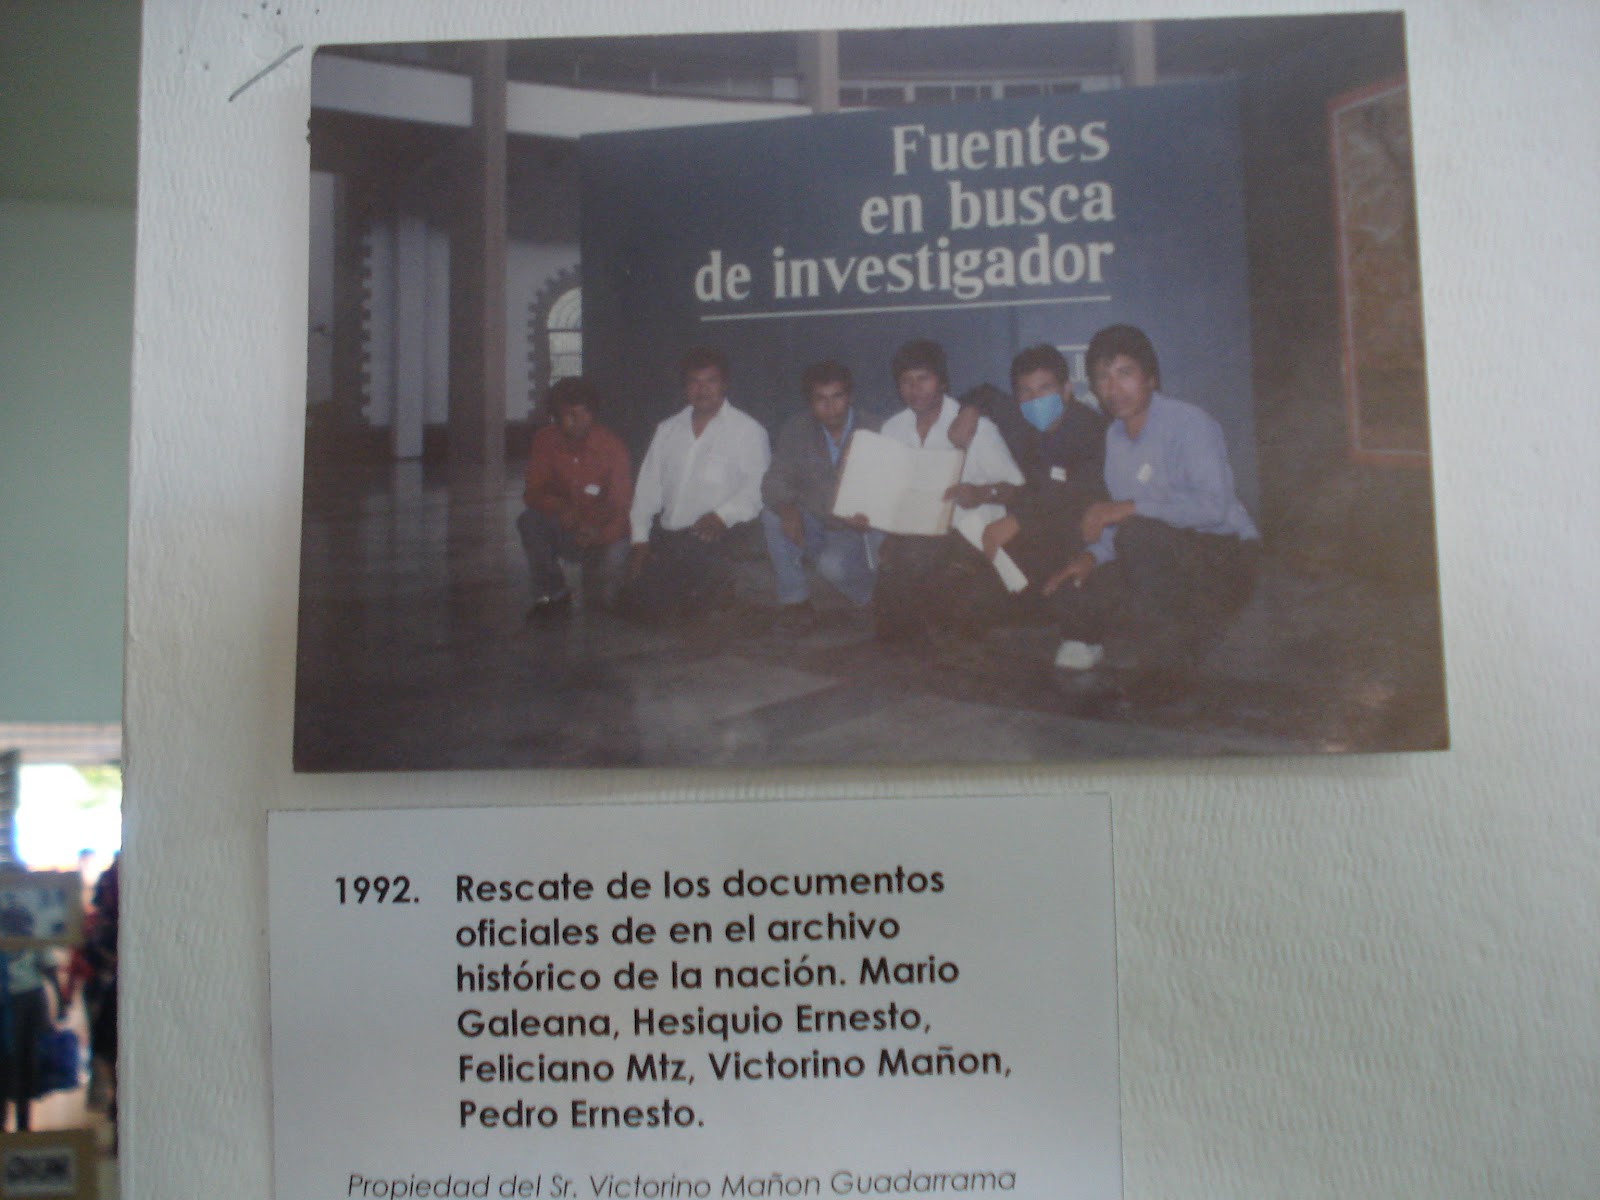 Fuentes
en busca
de investigador
1992. Rescate de los documentos
oficiales de en el archivo
histórico de la nación. Mario
Galeana, Hesiquio Ernesto,
Feliciano Mtz, Victorino Mañon,
Pedro Ernesto.
Propiedad del Sr. Victorino Mañon Guadarrama